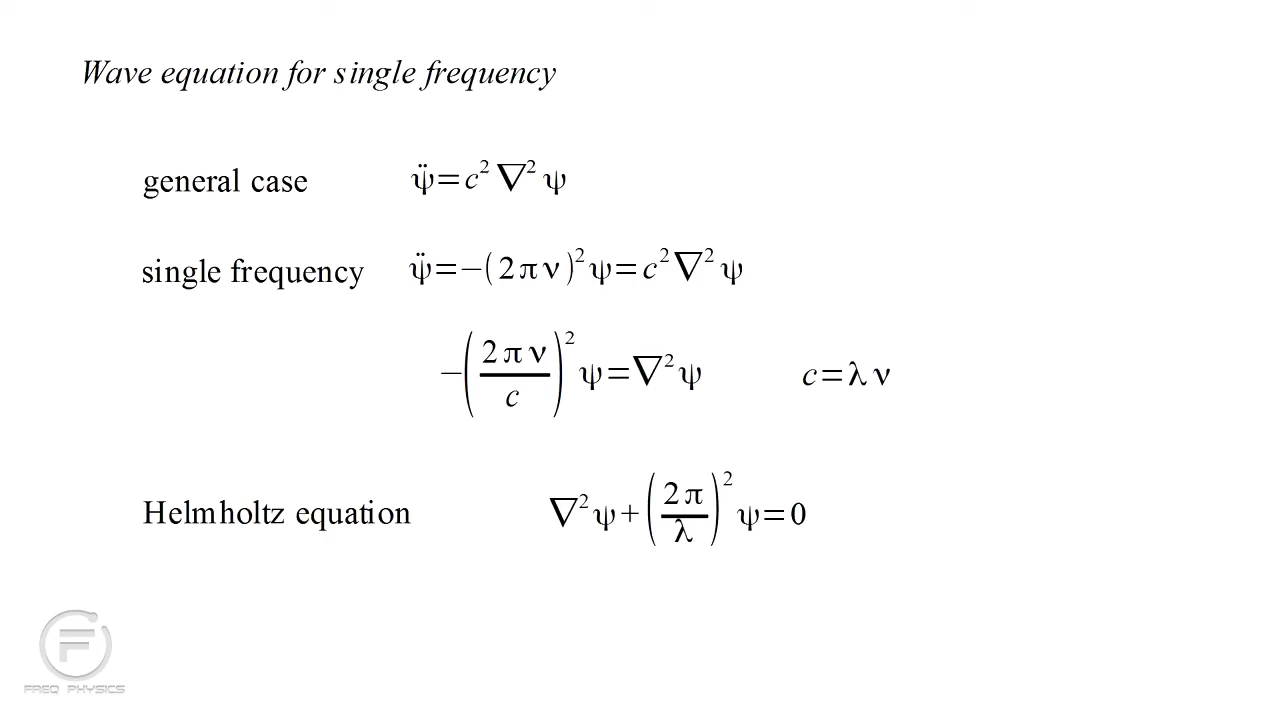 Wave equation for single frequency
general case ψ̈=c² ∇² ψ
single frequency ψ̈=−(2πν)² ψ=c² ∇² ψ
−(2πν/c)² ψ=∇² ψ c=λν
Helmholtz equation ∇² ψ+(2π/λ)² ψ=0
FREQ PHYSICS